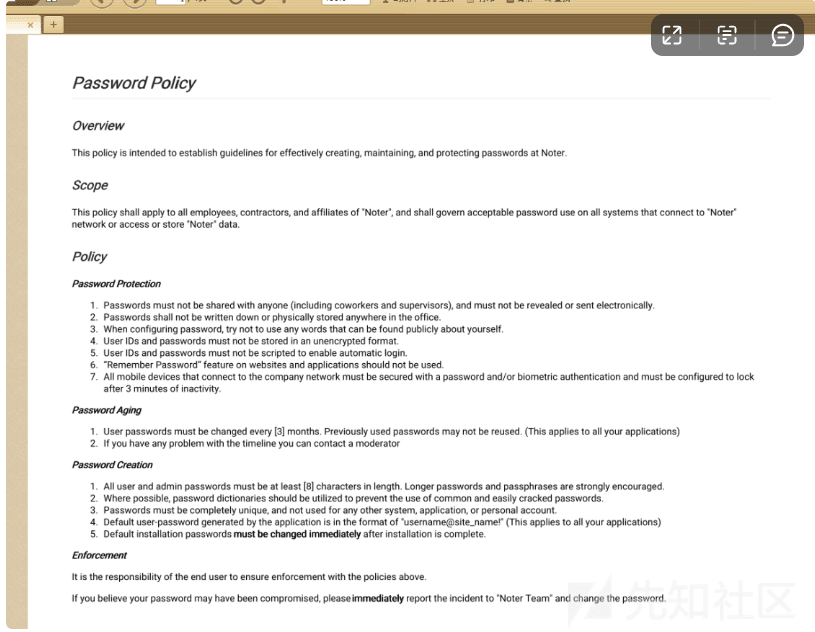 Password Policy
Overview
This policy is intended to establish guidelines for effectively creating, maintaining, and protecting passwords at Noter.
Scope
This policy shall apply to all employees, contractors, and affiliates of "Noter", and shall govern acceptable password use on all systems that connect to "Noter"
network or access or store "Noter" data.
Policy
Password Protection
1. Passwords must not be shared with anyone (including coworkers and supervisors), and must not be revealed or sent electronically.
2. Passwords shall not be written down or physically stored anywhere in the office.
3. When configuring password, try not to use any words that can be found publicly about yourself.
4. User IDs and passwords must not be stored in an unencrypted format.
5. User IDs and passwords must not be scripted to enable automatic login.
6. "Remember Password" feature on websites and applications should not be used.
7. All mobile devices that connect to the company network must be secured with a password and/or biometric authentication and must be configured to lock
after 3 minutes of inactivity.
Password Aging
1. User passwords must be changed every [3] months. Previously used passwords may not be reused. (This applies to all your applications)
2. If you have any problem with the timeline you can contact a moderator
Password Creation
1. All user and admin passwords must be at least [8] characters in length. Longer passwords and passphrases are strongly encouraged.
2. Where possible, password dictionaries should be utilized to prevent the use of common and easily cracked passwords.
3. Passwords must be completely unique, and not used for any other system, application, or personal account.
4. Default user-password generated by the application is in the format of "username@site_name!" (This applies to all your applications)
5. Default installation passwords must be changed immediately after installation is complete.
Enforcement
It is the responsibility of the end user to ensure enforcement with the policies above.
If you believe your password may have been compromised, please immediately report the incident to "Noter Team" and change the password.
先知社区